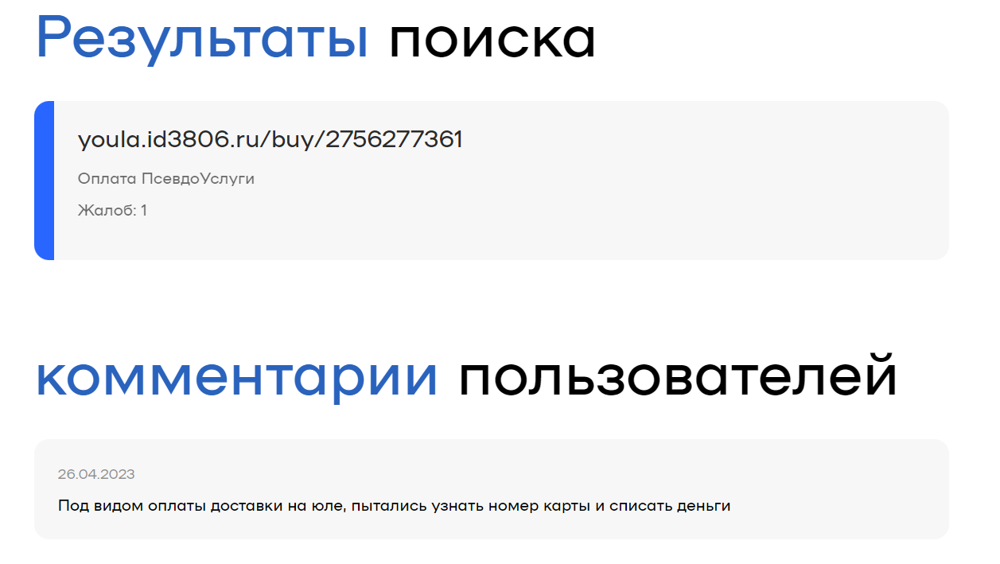 Результаты поиска
youla.id3806.ru/buy/2756277361
Оплата ПсевдоУслуги
Жалоб: 1
комментарии пользователей
26.04.2023
Под видом оплаты доставки на юле, пытались узнать номер карты и списать деньги